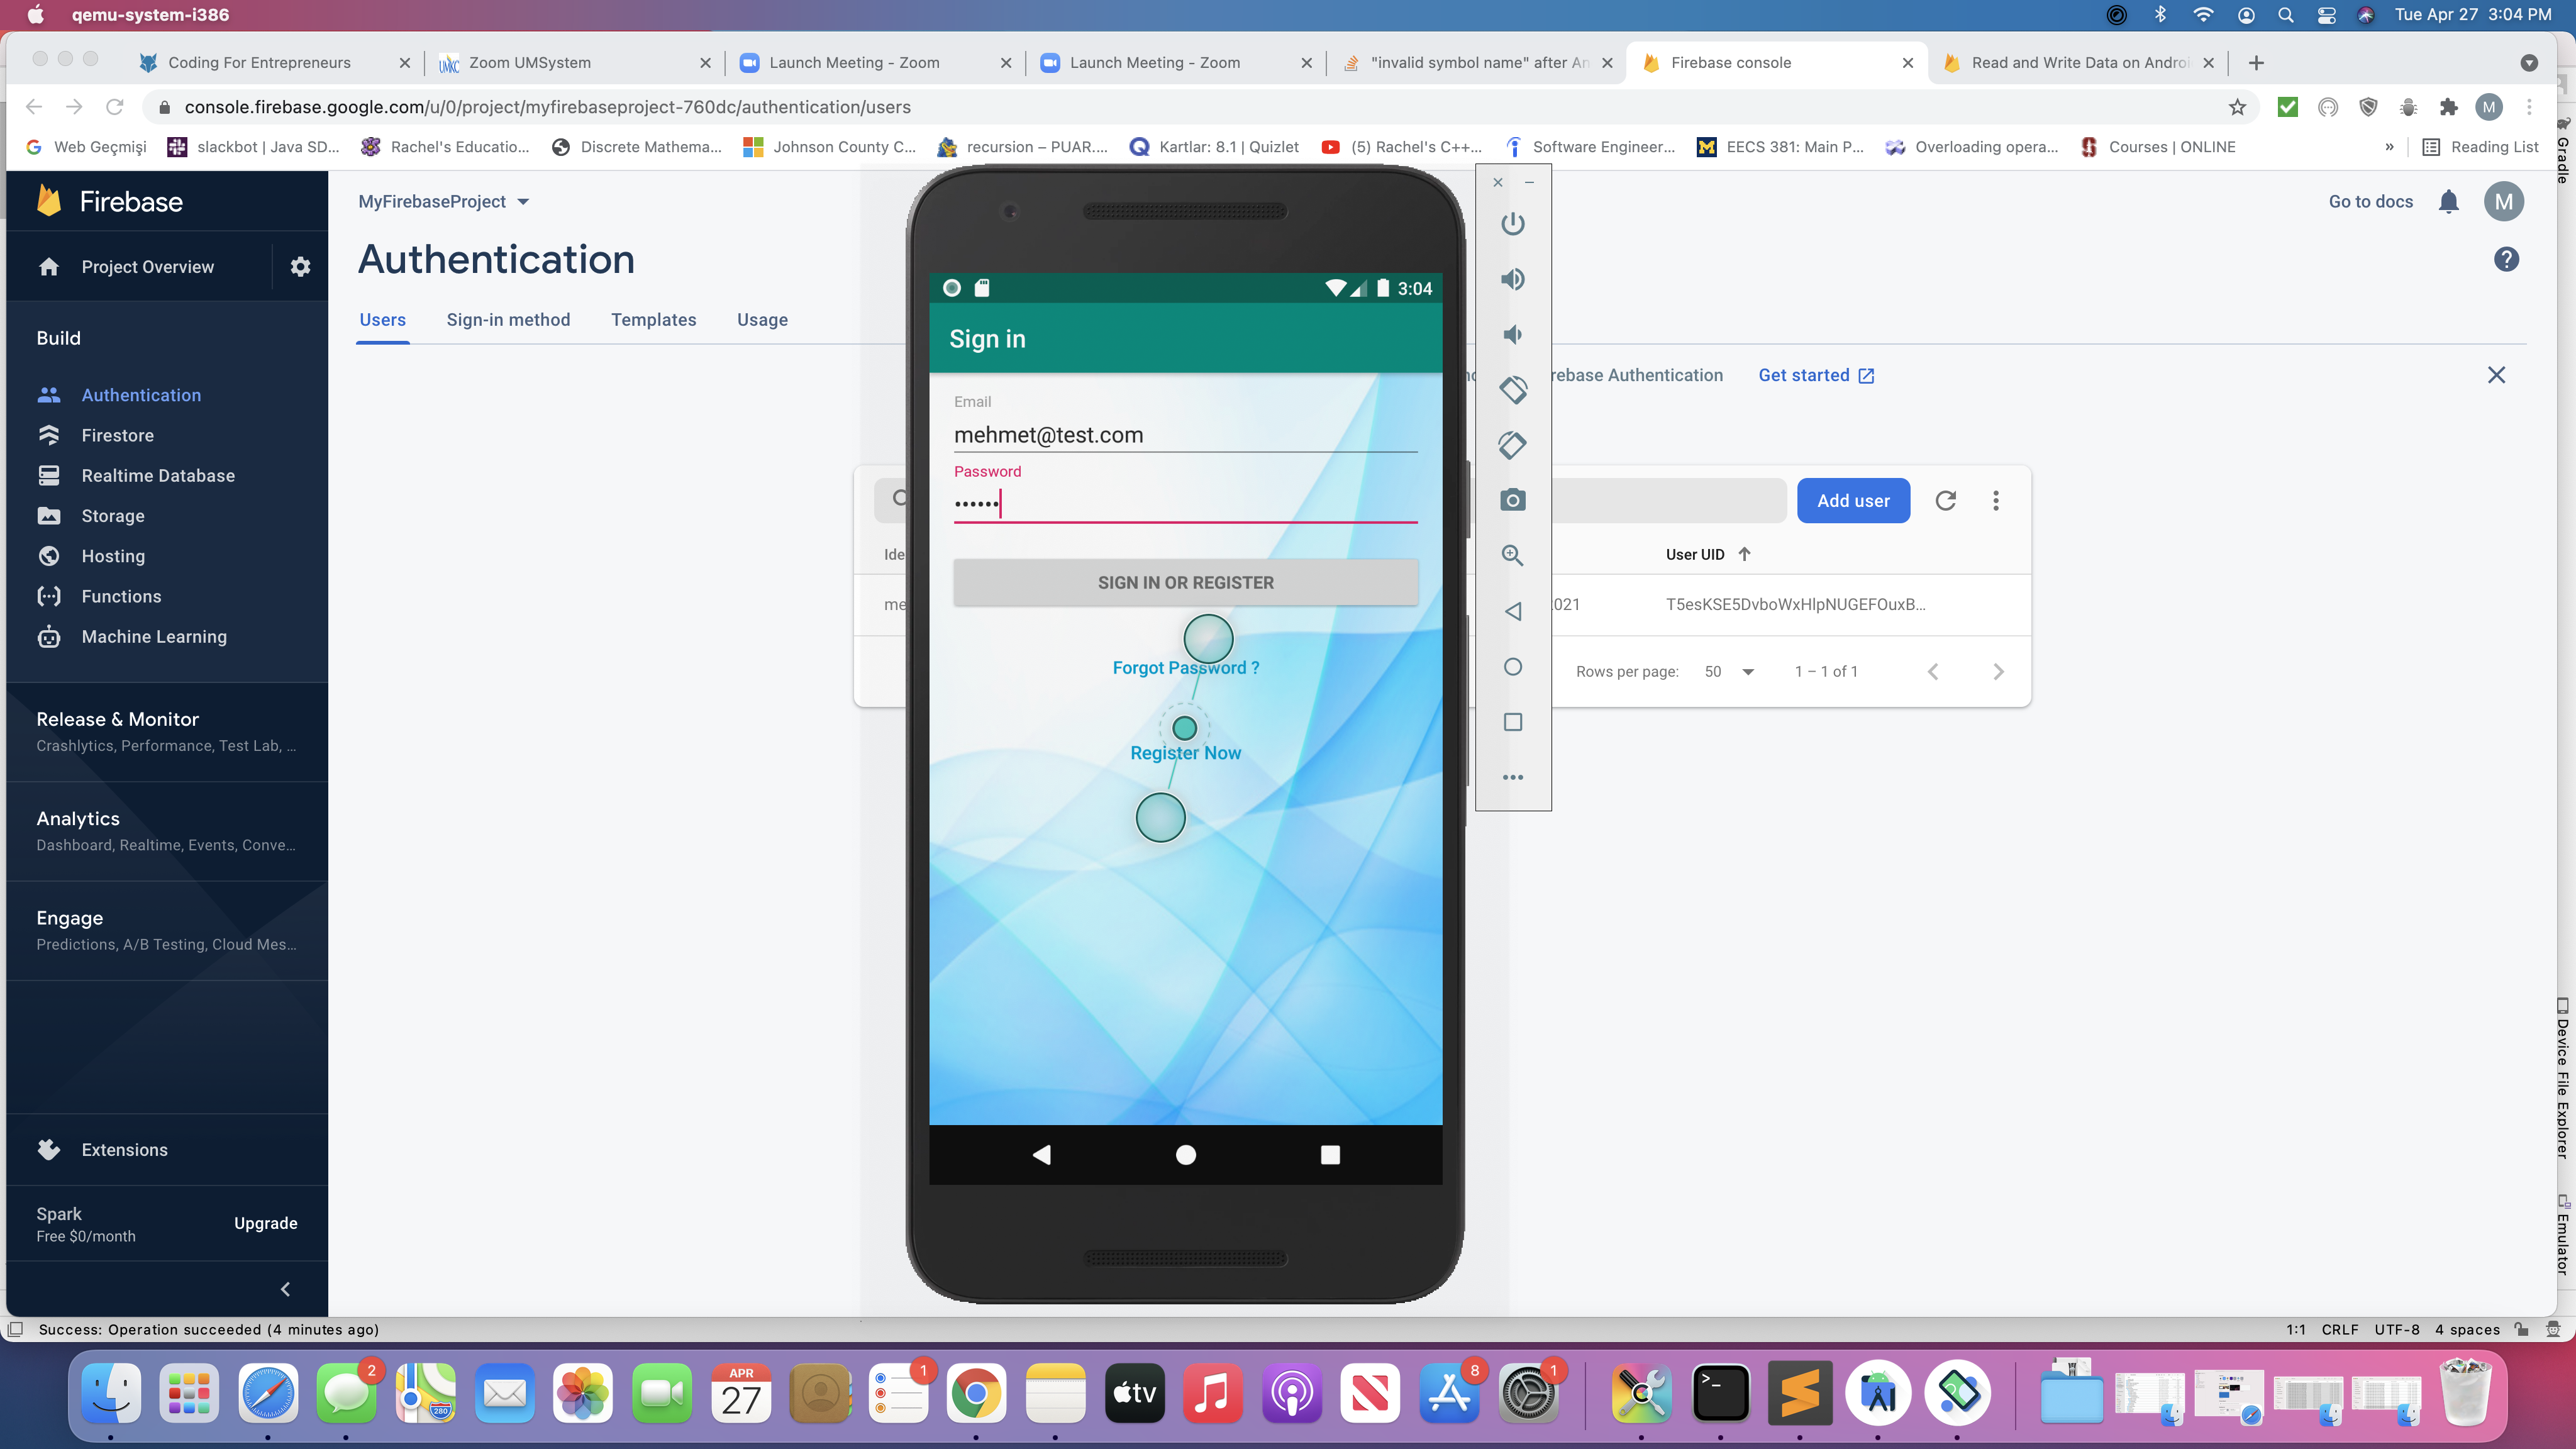 qemu-system-i386
Tue Apr 27 3:04 PM
Coding For Entrepreneurs
UMKC
Zoom UMSystem
Launch Meeting - Zoom
Launch Meeting - Zoom
"invalid symbol name" after An
Firebase console
Read and Write Data on Androi
console.firebase.google.com/u/0/project/myfirebaseproject-760dc/authentication/users
M
Web Geçmişi
slackbot | Java SD...
Rachel's Educatio...
Discrete Mathema...
Johnson County C...
recursion – PUAR....
Kartlar: 8.1 | Quizlet
(5) Rachel's C++...
Software Engineer...
EECS 381: Main P...
Overloading opera...
Courses | ONLINE
»
Reading List
Gradle
Firebase
Project Overview
Build
Authentication
Firestore
Realtime Database
Storage
Hosting
Functions
Machine Learning
Release & Monitor
Crashlytics, Performance, Test Lab, ...
Analytics
Dashboard, Realtime, Events, Conve...
Engage
Predictions, A/B Testing, Cloud Mes...
Extensions
Spark
Free $0/month
Upgrade
MyFirebaseProject
Go to docs
M
Authentication
Users
Sign-in method
Templates
Usage
rebase Authentication
Get started
Add user
Ide
User UID
me
2021
T5esKSE5DvboWxHlpNUGEFOuxB...
Rows per page:
50
1 – 1 of 1
3:04
Sign in
Email
mehmet@test.com
Password
••••••
SIGN IN OR REGISTER
Forgot Password ?
Register Now
Device File Explorer
Emulator
Success: Operation succeeded (4 minutes ago)
1:1
CRLF
UTF-8
4 spaces
2
280
APR
27
1
tv
8
1